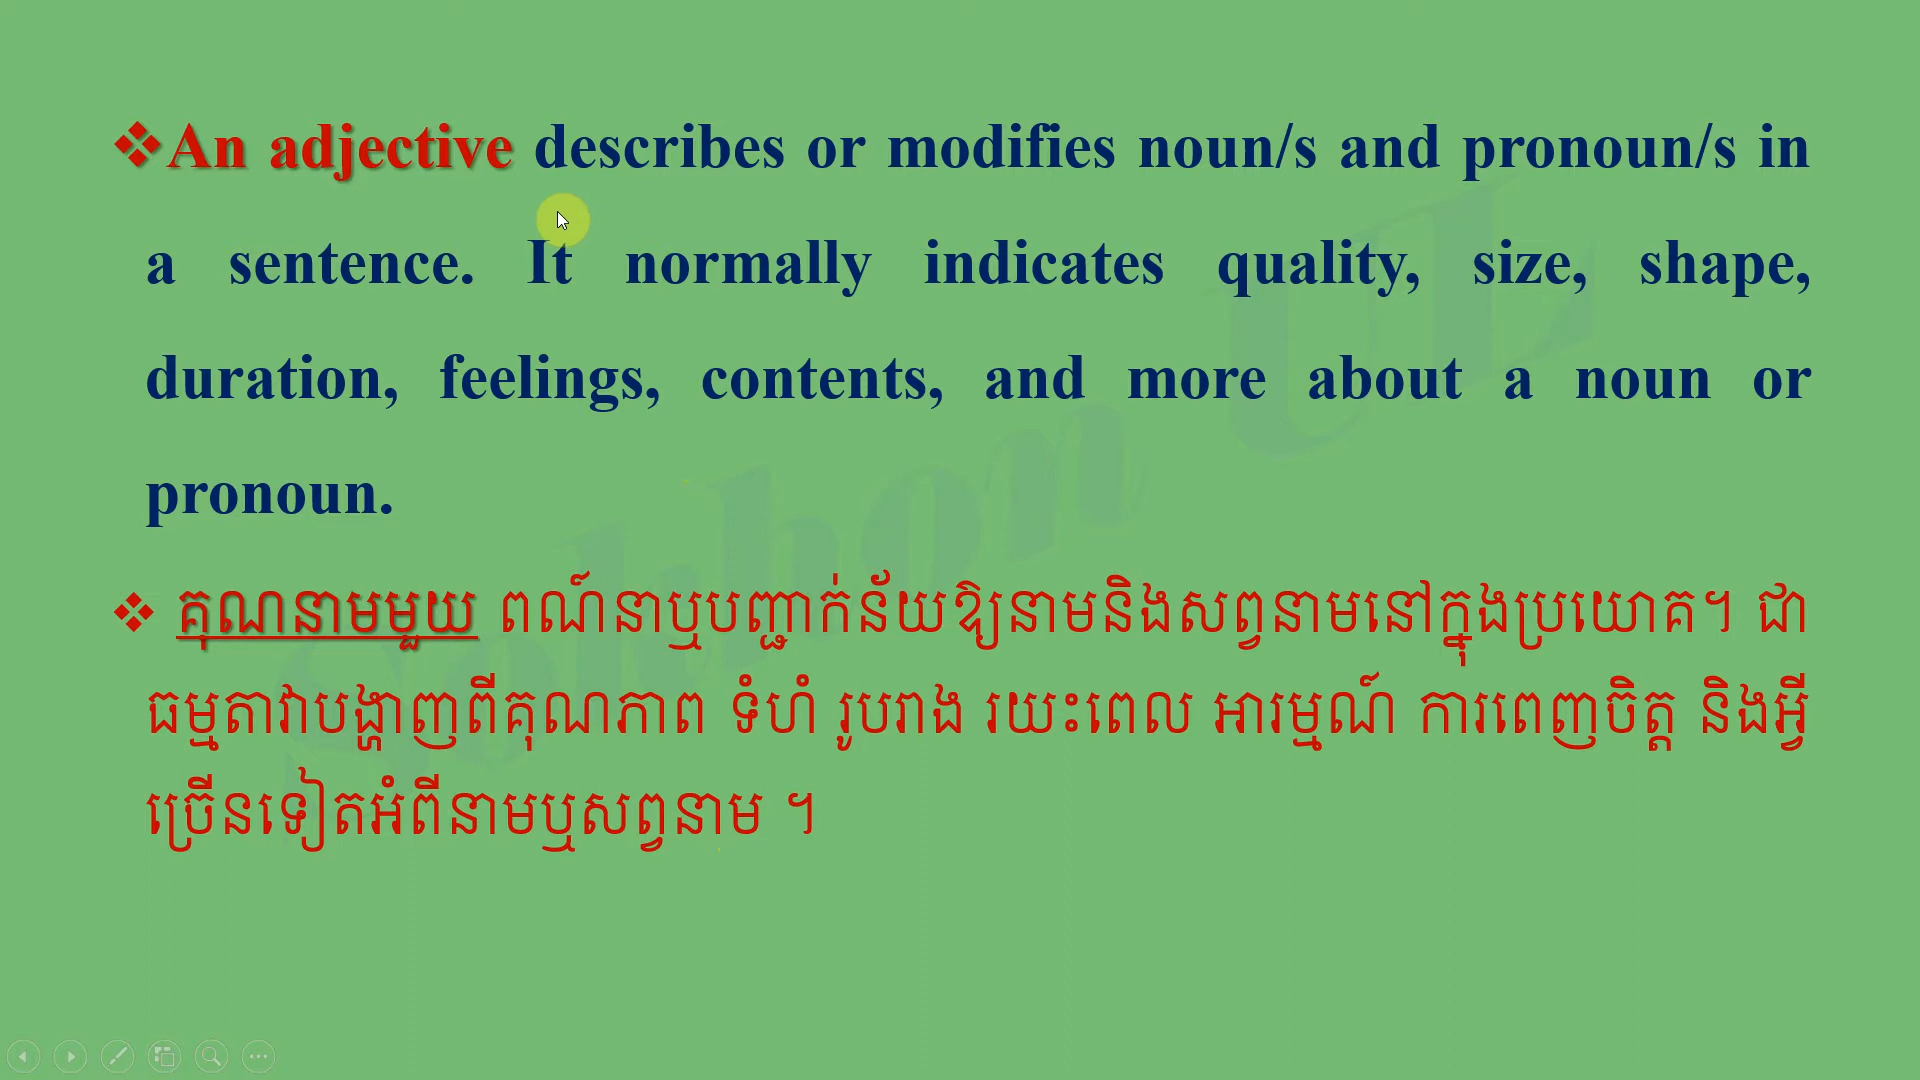 ❖An adjective describes or modifies noun/s and pronoun/s in
a sentence. It normally indicates quality, size, shape,
duration, feelings, contents, and more about a noun or
pronoun.
❖ គុណនាមមួយ ពណ៍នាឬបញ្ជាក់ន័យឱ្យនាមនិងសព្វនាមនៅក្នុងប្រយោគ។ ជា
ធម្មតាវាបង្ហាញពីគុណភាព ទំហំ រូបរាង រយះពេល អារម្មណ៍ ការពេញចិត្ត និងអ្វី
ច្រើនទៀតអំពីនាមឬសព្វនាម ។